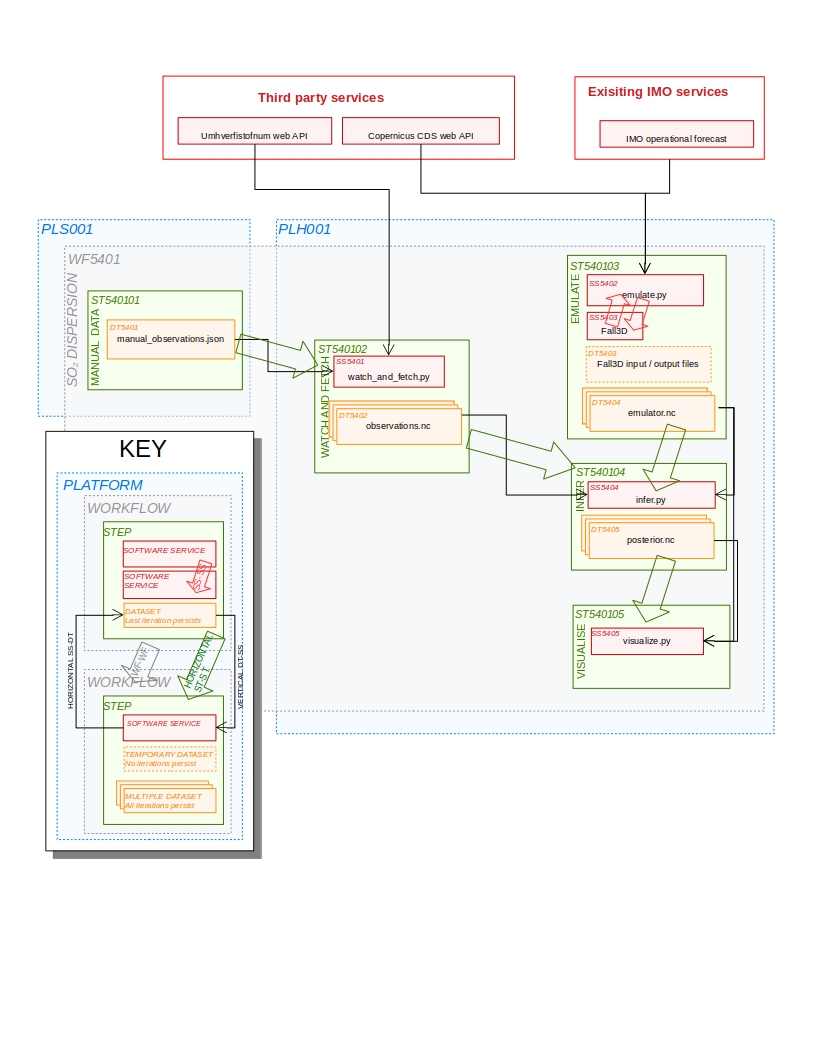 Third party services
Umhverfistofnum web API
Copernicus CDS web API
Exisiting IMO services
IMO operational forecast
PLS001
PLH001
WF5401
SO₂ DISPERSION
ST540101
MANUAL DATA
DT5401
manual_observations.json
ST540102
WATCH AND FETCH
SS5401
watch_and_fetch.py
DT5402
observations.nc
ST540103
EMULATE
SS5402
emulate.py
SS5403
Fall3D
DT5403
Fall3D input / output files
DT5404
emulator.nc
ST540104
INFER
SS5404
infer.py
DT5405
posterior.nc
ST540105
VISUALISE
SS5405
visualize.py
KEY
PLATFORM
WORKFLOW
STEP
SOFTWARE SERVICE
SOFTWARE
SERVICE
SS-SS
DATASET
Last iteration persists
HORIZONTAL SS-DT
WF-WF
HORIZONTAL
ST-ST
VERTICAL DT-SS
WORKFLOW
STEP
SOFTWARE SERVICE
TEMPORARY DATASET
No iterations persist
MULTIPLE DATASET
All iterations persist